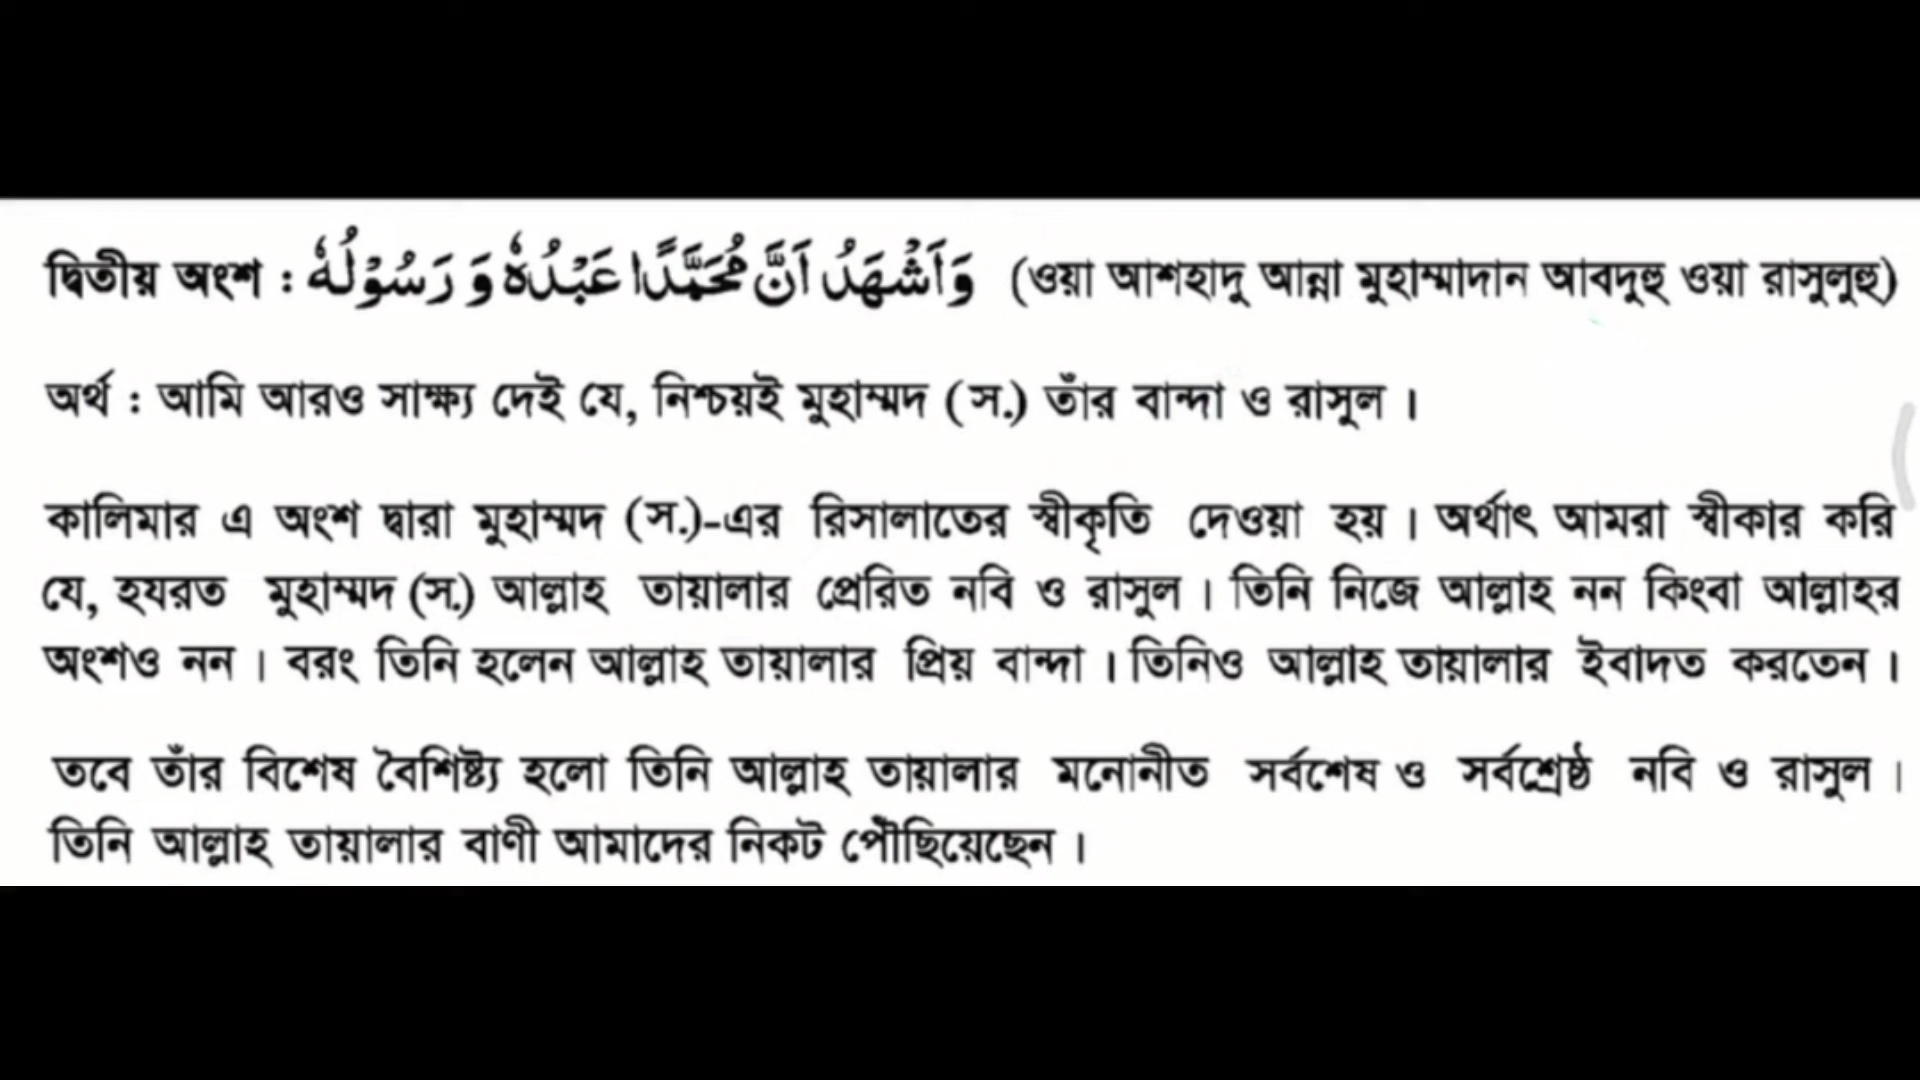 দ্বিতীয় অংশ : وَاَشْهَدُ اَنَّ مُحَمَّدًا عَبْدُهٗ وَ رَسُوْلُهٗ (ওয়া আশহাদু আন্না মুহাম্মাদান আবদুহু ওয়া রাসুলুহু)
অর্থ : আমি আরও সাক্ষ্য দেই যে, নিশ্চয়ই মুহাম্মদ (স.) তাঁর বান্দা ও রাসুল ।
কালিমার এ অংশ দ্বারা মুহাম্মদ (স.)-এর রিসালাতের স্বীকৃতি দেওয়া হয় । অর্থাৎ আমরা স্বীকার করি
যে, হযরত মুহাম্মদ (স.) আল্লাহ তায়ালার প্রেরিত নবি ও রাসুল । তিনি নিজে আল্লাহ নন কিংবা আল্লাহর
অংশও নন । বরং তিনি হলেন আল্লাহ তায়ালার প্রিয় বান্দা । তিনিও আল্লাহ তায়ালার ইবাদত করতেন ।
তবে তাঁর বিশেষ বৈশিষ্ট্য হলো তিনি আল্লাহ তায়ালার মনোনীত সর্বশেষ ও সর্বশ্রেষ্ঠ নবি ও রাসুল ।
তিনি আল্লাহ তায়ালার বাণী আমাদের নিকট পৌঁছিয়েছেন ।